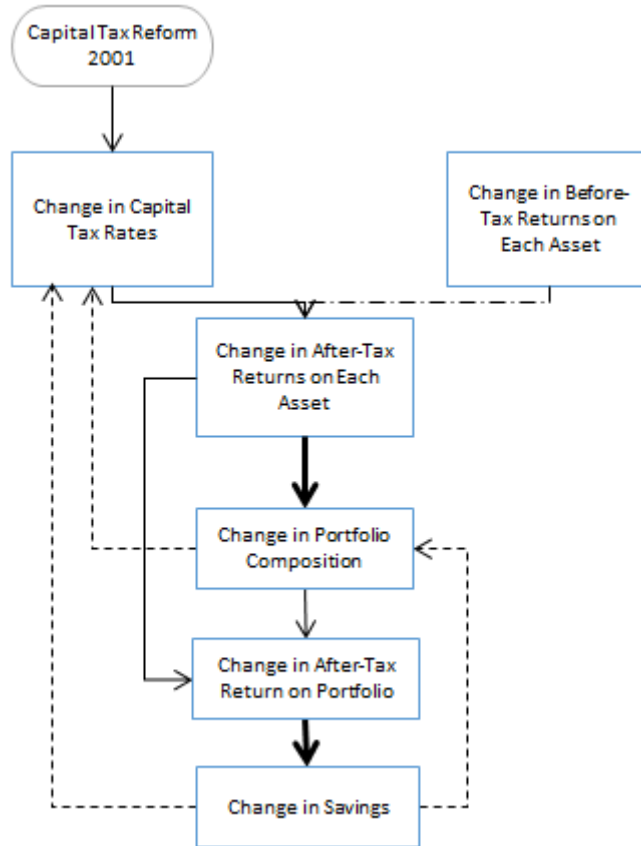 Capital Tax Reform
2001
Change in Capital
Tax Rates
Change in Before-
Tax Returns on
Each Asset
Change in After-Tax
Returns on Each
Asset
Change in Portfolio
Composition
Change in After-Tax
Return on Portfolio
Change in Savings